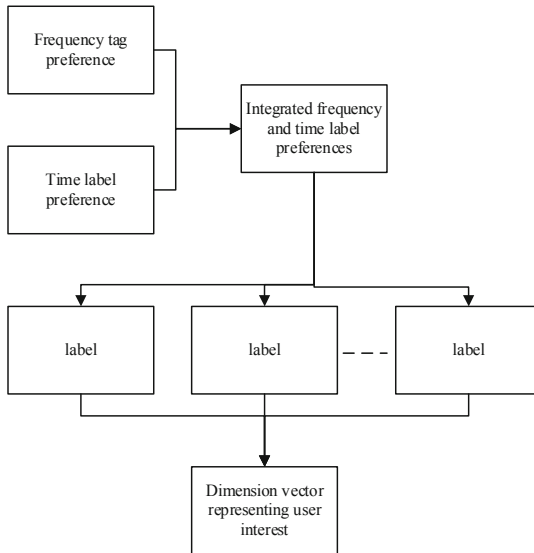 Frequency tag
preference
Integrated frequency
and time label
preferences
Time label
preference
label
label
label
Dimension vector
representing user
interest